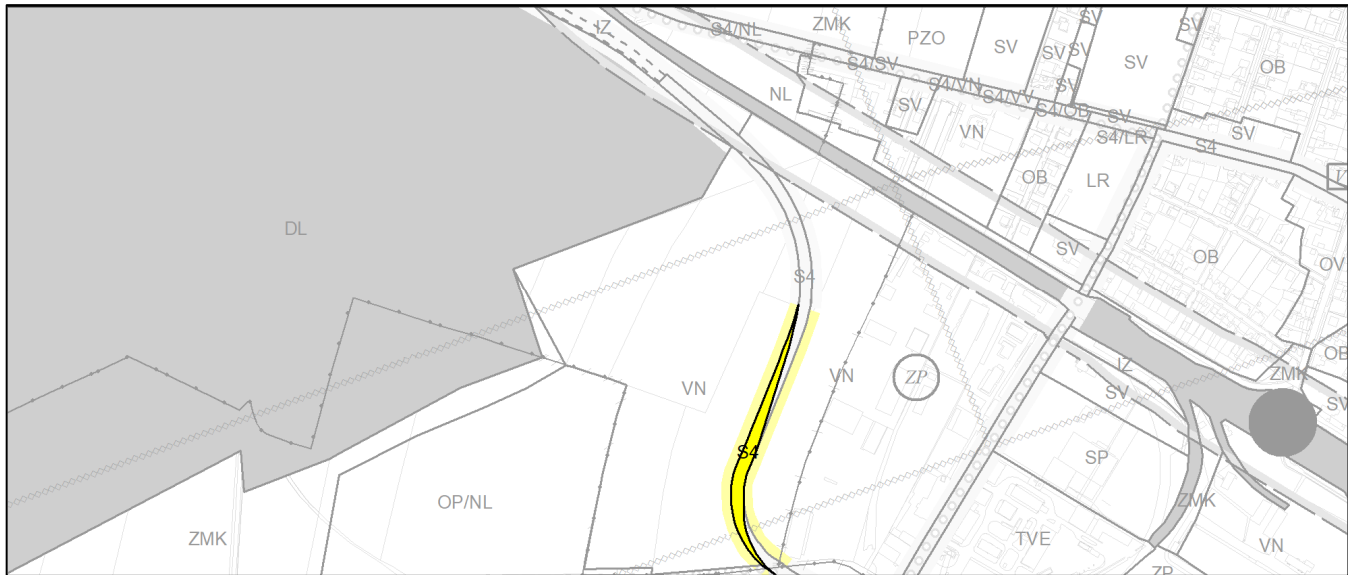 IZ
S4/NL
ZMK
PZO
SV
SV
SV
SV
SV
SV
OB
S4/SV
NL
SV
S4/VN
S4/VV
SV
S4/OB
SV
VN
S4/LR
SV
S4
OB
LR
V
DL
SV
OB
OV
S4
VN
VN
ZP
IZ
OB
ZMK
SV
SV
S4
SP
OP/NL
ZMK
ZMK
TVE
VN
ZP